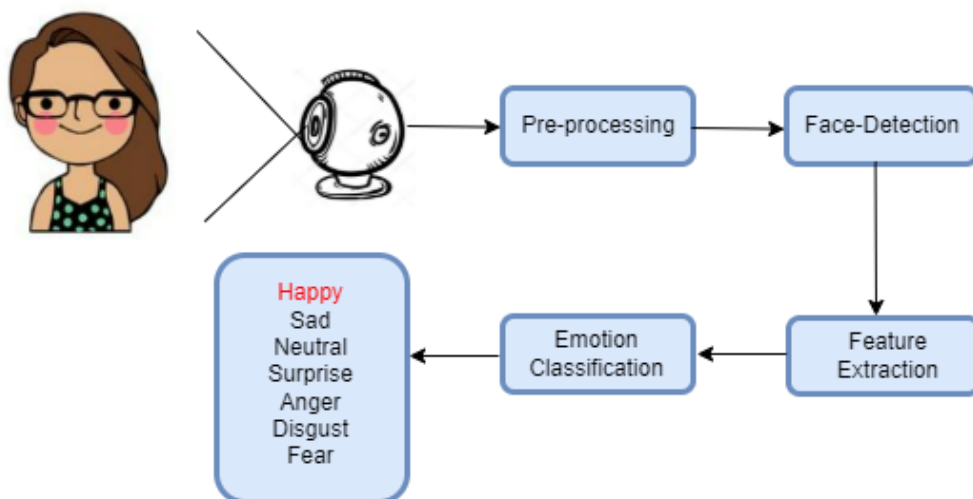 Pre-processing
Face-Detection
Feature
Extraction
Emotion
Classification
Happy
Sad
Neutral
Surprise
Anger
Disgust
Fear